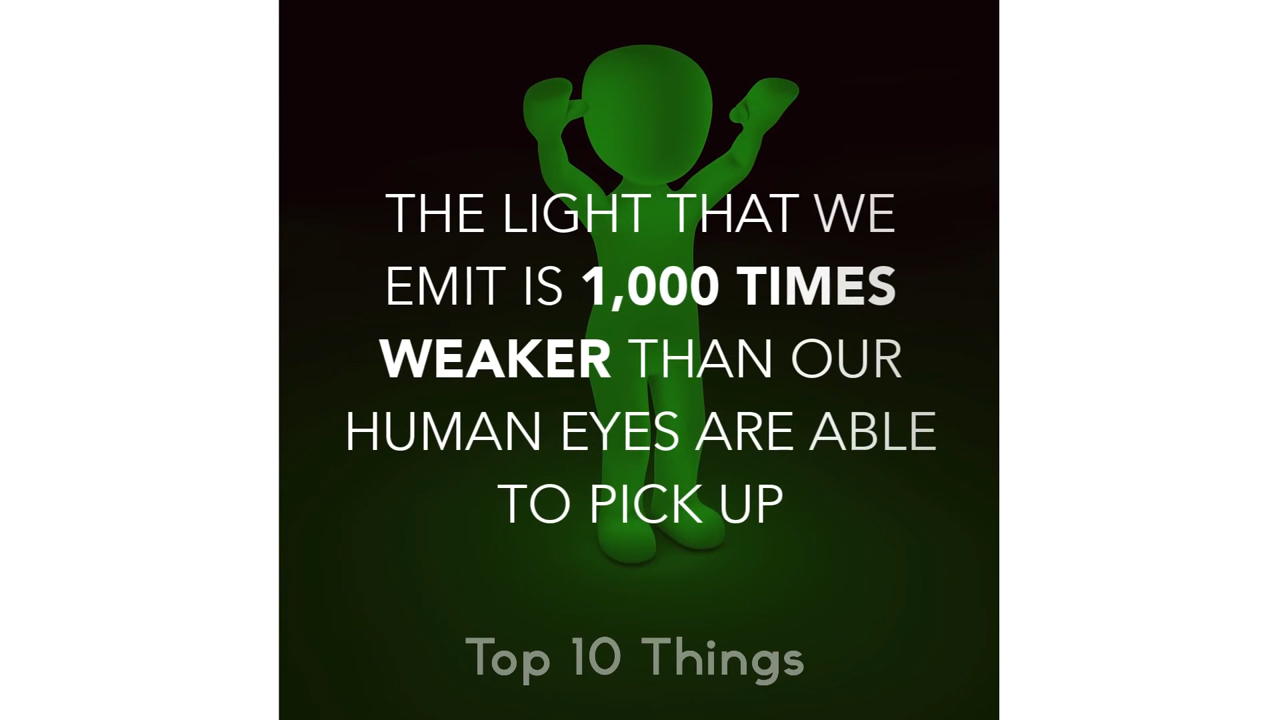 THE LIGHT THAT WE
EMIT IS 1,000 TIMES
WEAKER THAN OUR
HUMAN EYES ARE ABLE
TO PICK UP
Top 10 Things